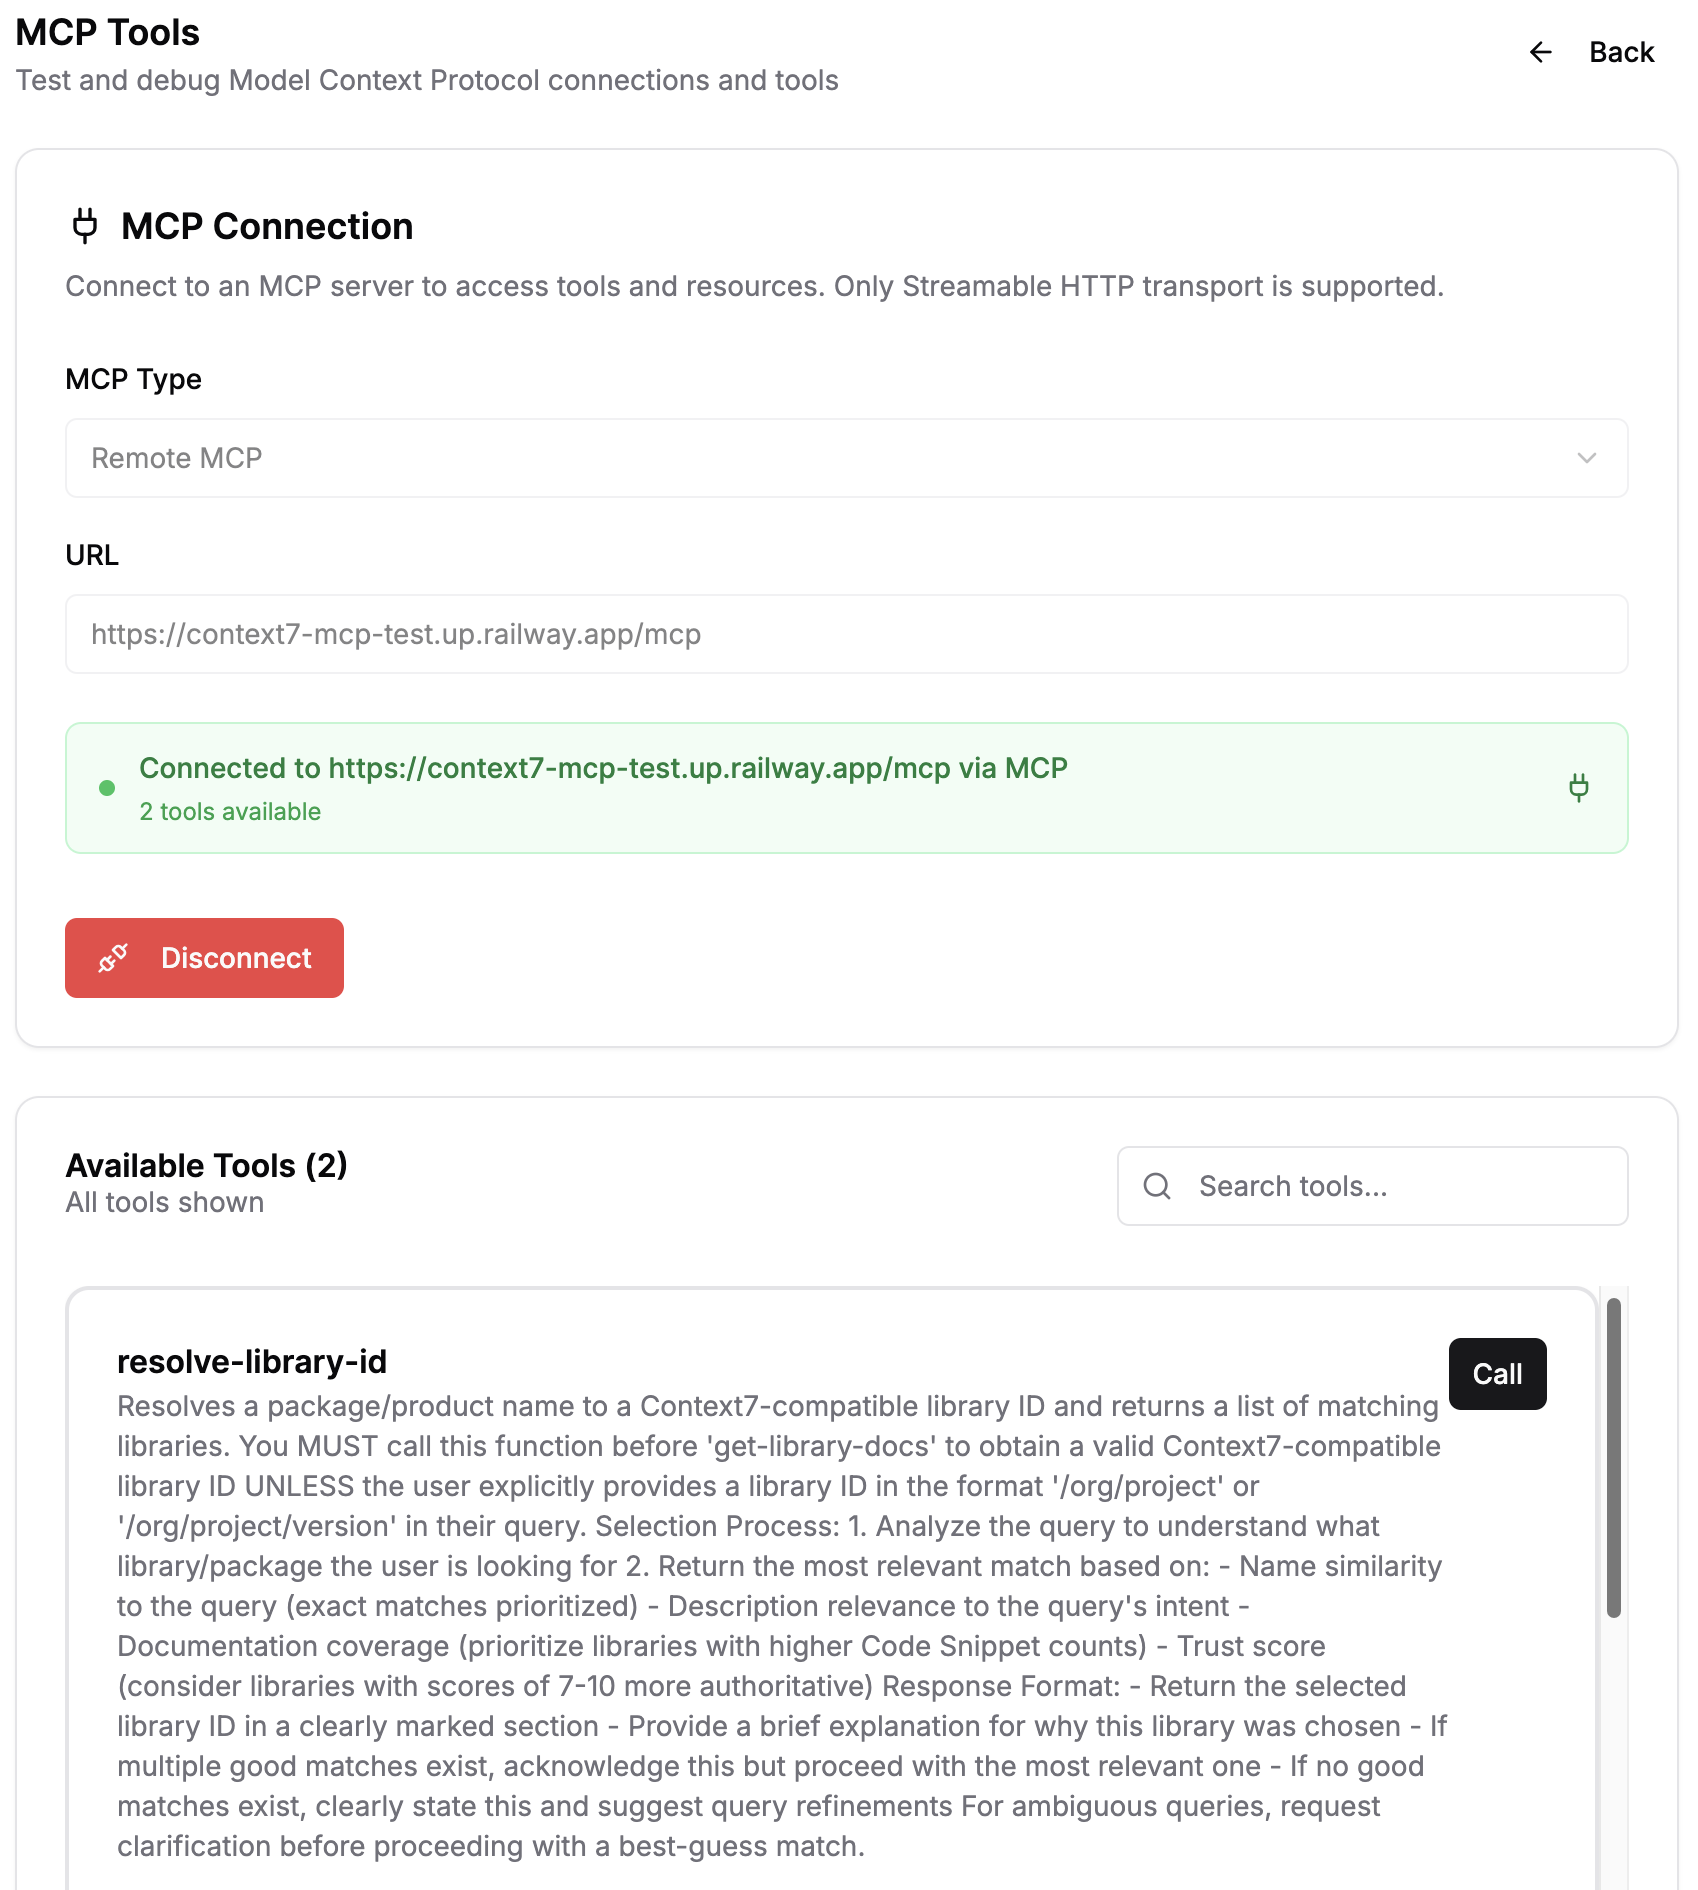 MCP Tools
Back
Test and debug Model Context Protocol connections and tools
MCP Connection
Connect to an MCP server to access tools and resources. Only Streamable HTTP transport is supported.
MCP Type
Remote MCP
URL
https://context7-mcp-test.up.railway.app/mcp
Connected to https://context7-mcp-test.up.railway.app/mcp via MCP
2 tools available
Disconnect
Available Tools (2)
All tools shown
Search tools...
resolve-library-id
Call
Resolves a package/product name to a Context7-compatible library ID and returns a list of matching
libraries. You MUST call this function before 'get-library-docs' to obtain a valid Context7-compatible
library ID UNLESS the user explicitly provides a library ID in the format '/org/project' or
'/org/project/version' in their query. Selection Process: 1. Analyze the query to understand what
library/package the user is looking for 2. Return the most relevant match based on: - Name similarity
to the query (exact matches prioritized) - Description relevance to the query's intent -
Documentation coverage (prioritize libraries with higher Code Snippet counts) - Trust score
(consider libraries with scores of 7-10 more authoritative) Response Format: - Return the selected
library ID in a clearly marked section - Provide a brief explanation for why this library was chosen - If
multiple good matches exist, acknowledge this but proceed with the most relevant one - If no good
matches exist, clearly state this and suggest query refinements For ambiguous queries, request
clarification before proceeding with a best-guess match.